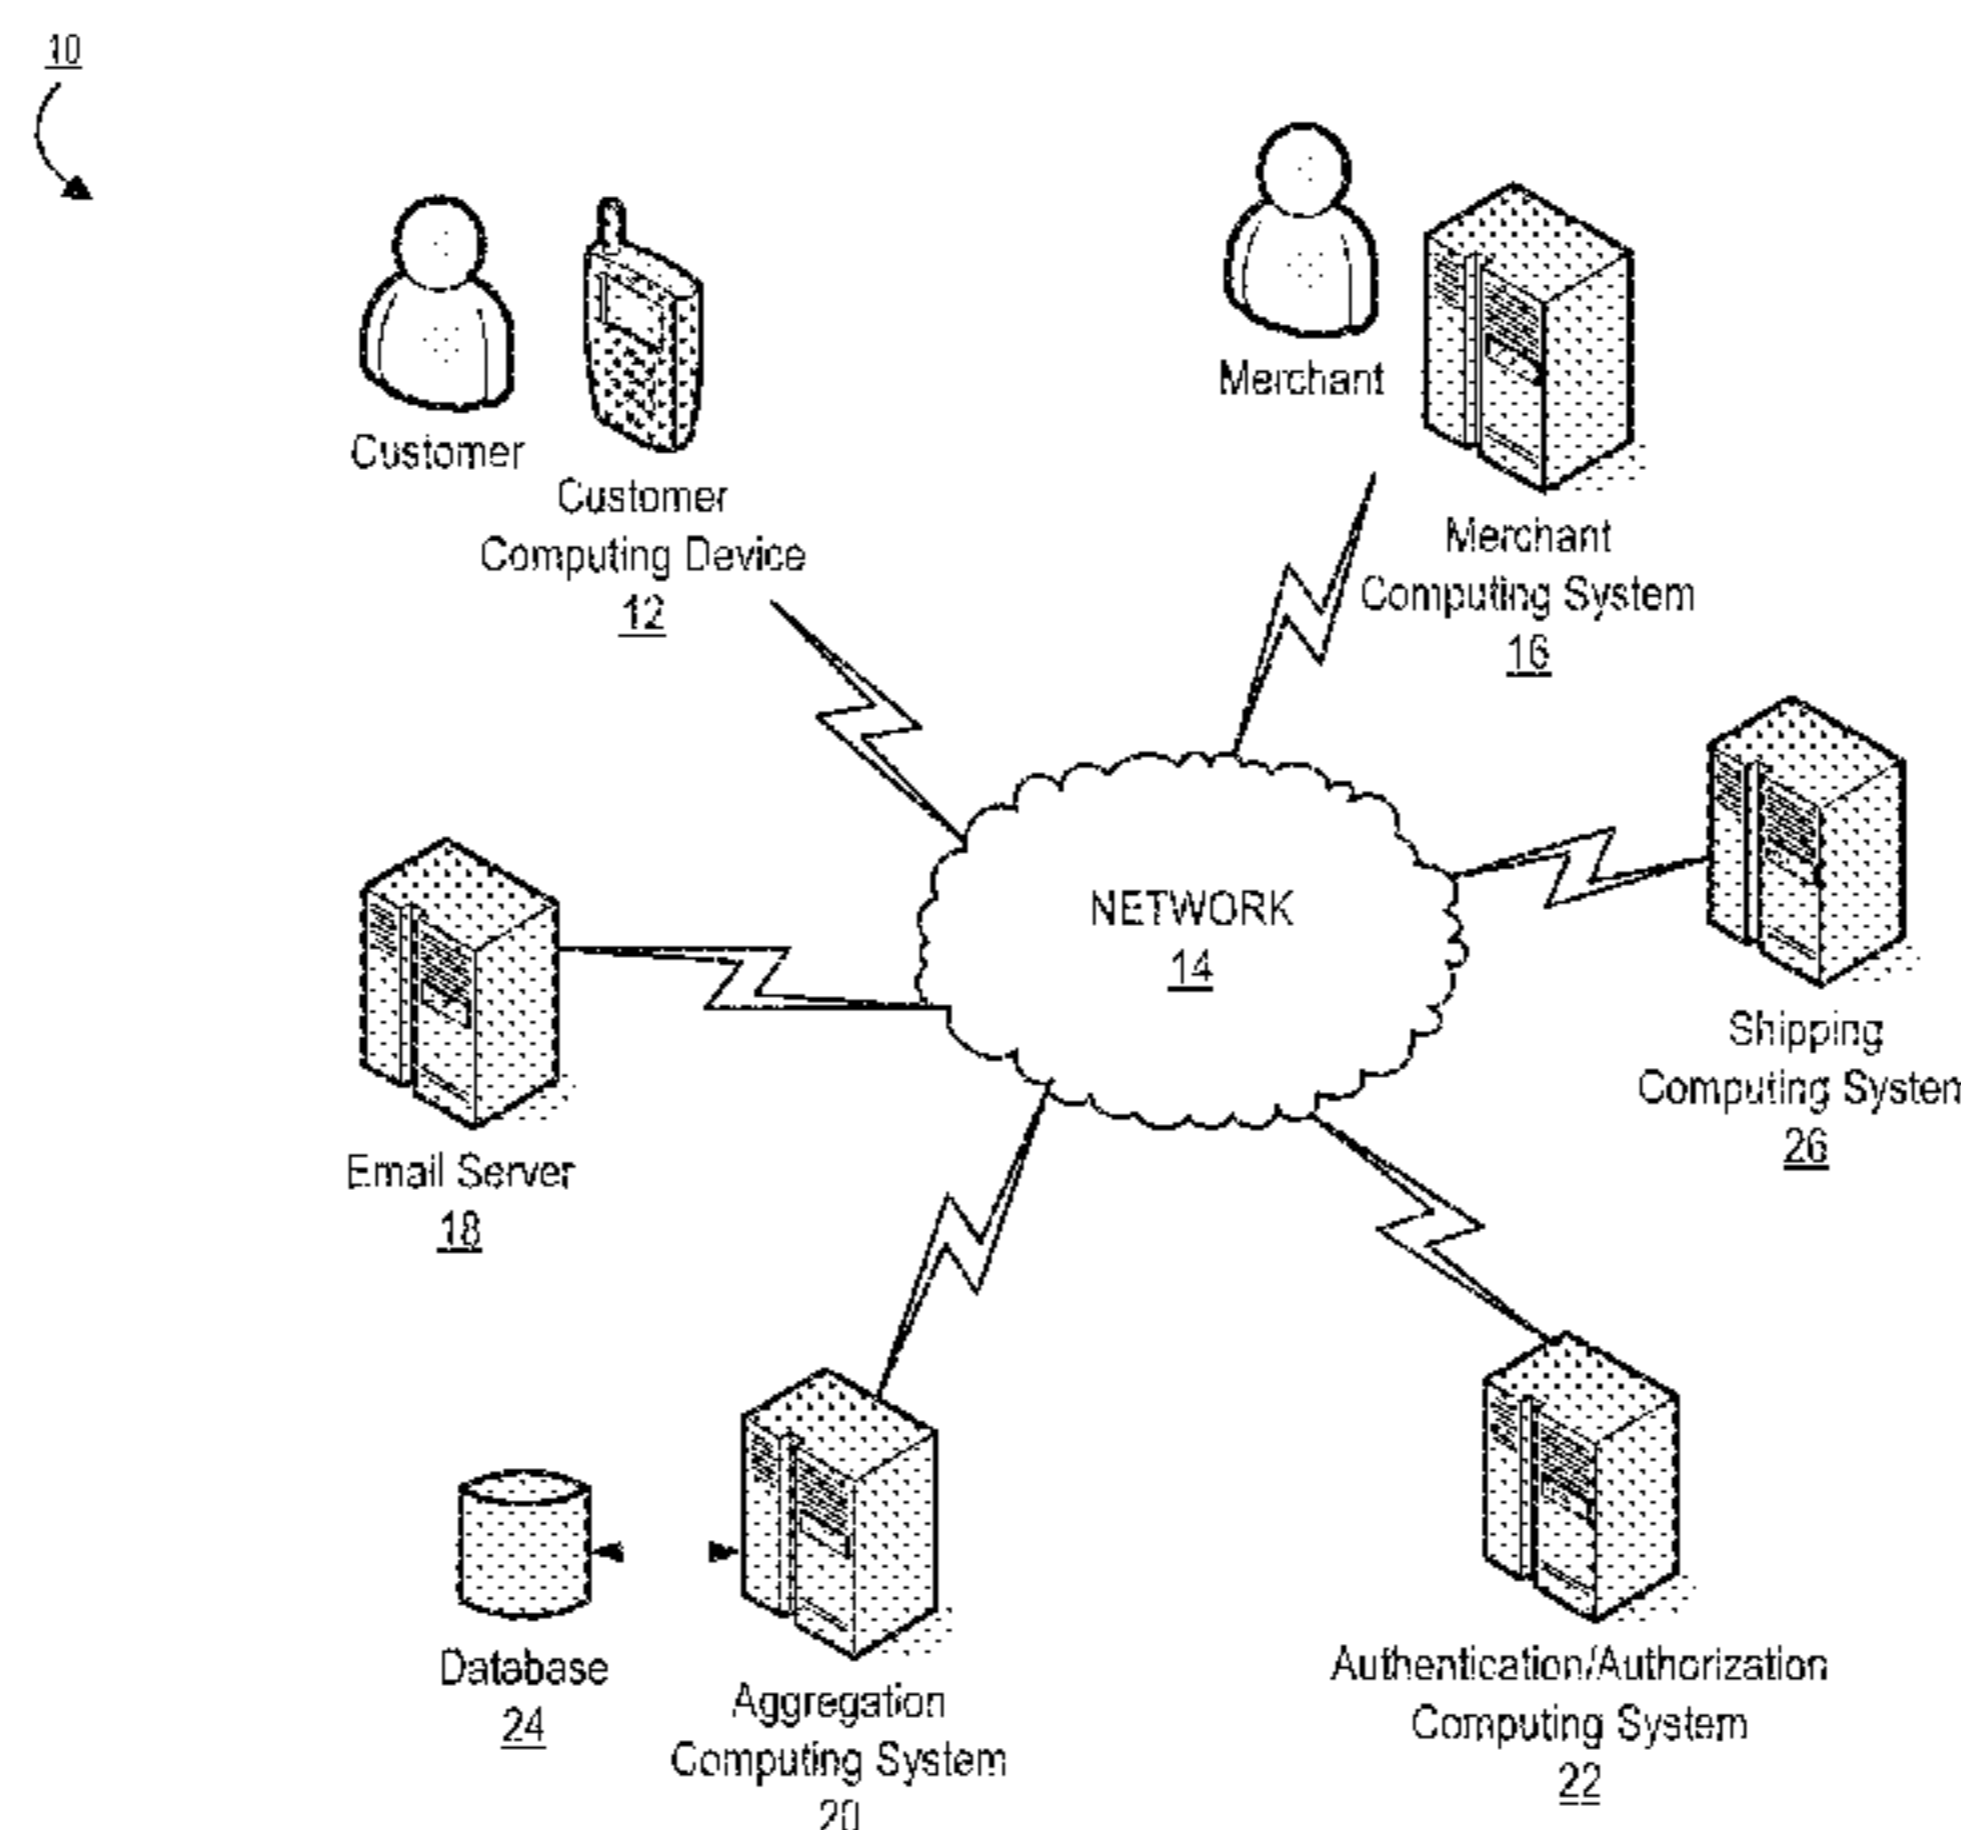 10
Customer
Customer
Computing Device
12
Merchant
Merchant
Computing System
16
NETWORK
14
Shipping
Computing System
26
Email Server
18
Database
24
Aggregation
Computing System
20
Authentication/Authorization
Computing System
22